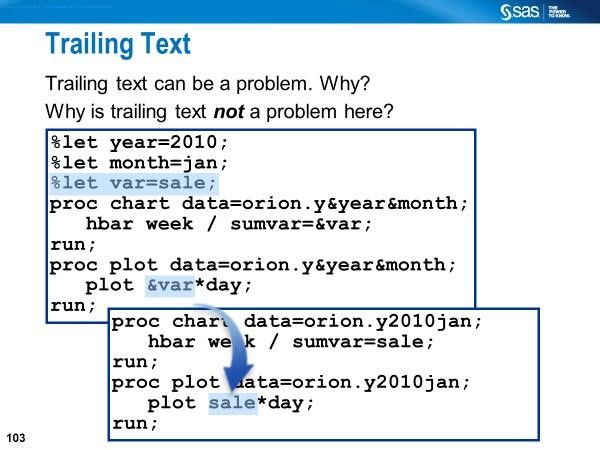 sas THE POWER TO KNOW.
Trailing Text
Trailing text can be a problem. Why?
Why is trailing text not a problem here?
%let year=2010;
%let month=jan;
%let var=sale;
proc chart data=orion.y&year&month;
hbar week / sumvar=&var;
run;
proc plot data=orion.y&year&month;
plot &var*day;
run;
proc chart data=orion.y2010jan;
hbar week / sumvar=sale;
run;
proc plot data=orion.y2010jan;
plot sale*day;
run;
103